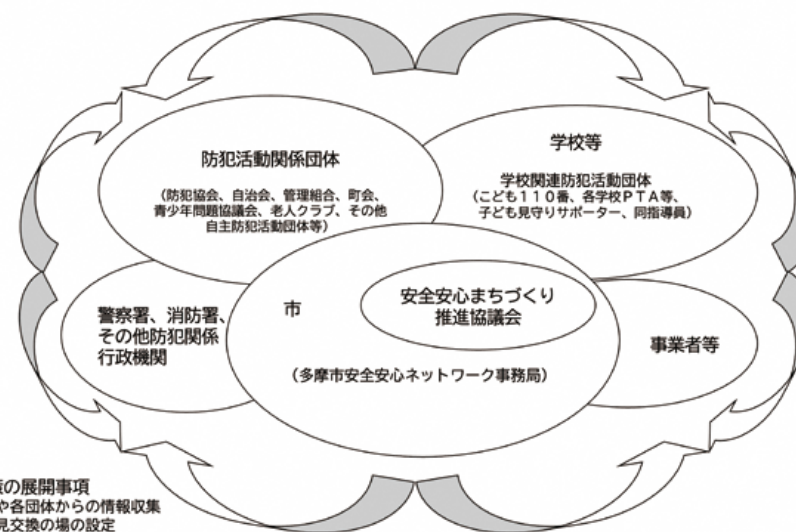 防犯活動関係団体
（防犯協会、自治会、管理組合、町会、
青少年問題協議会、老人クラブ、その他
自主防犯活動団体等）
学校等
学校関連防犯活動団体
（こども１１０番、各学校ＰＴＡ等、
子ども見守りサポーター、同指導員）
警察署、消防署、
その他防犯関係
行政機関
市
安全安心まちづくり
推進協議会
（多摩市安全安心ネットワーク事務局）
事業者等
の展開事項
や各団体からの情報収集
見交換の場の設定